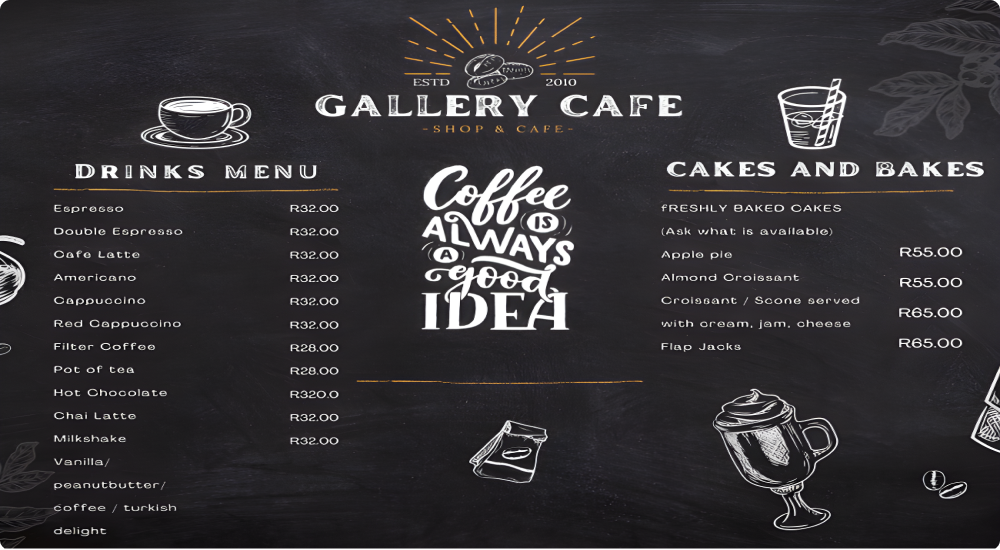 ESTD 2010
GALLERY CAFE
-SHOP & CAFE-
DRINKS MENU
Espresso R32.00
Double Espresso R32.00
Cafe Latte R32.00
Americano R32.00
Cappuccino R32.00
Red Cappuccino R32.00
Filter Coffee R28.00
Pot of tea R28.00
Hot Chocolate R320.0
Chai Latte R32.00
Milkshake R32.00
Vanilla/
peanutbutter/
coffee / turkish
delight
Coffee
IS
ALWAYS
A good
IDEA
CAKES AND BAKES
fRESHLY BAKED CAKES
(Ask what is available)
Apple pie R55.00
Almond Croissant R55.00
Croissant / Scone served R65.00
with cream, jam, cheese
Flap Jacks R65.00